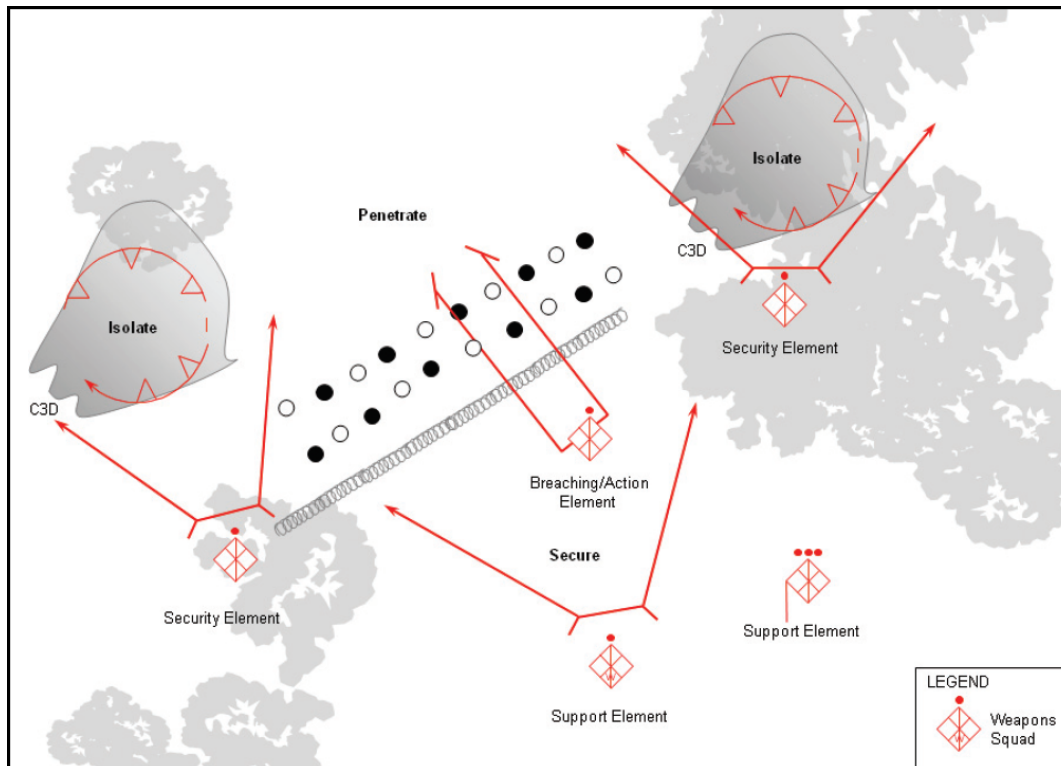 Isolate
C3D
Penetrate
Isolate
C3D
Security Element
Breaching/Action
Element
Secure
Security Element
Support Element
W
Support Element
LEGEND
W
Weapons
Squad